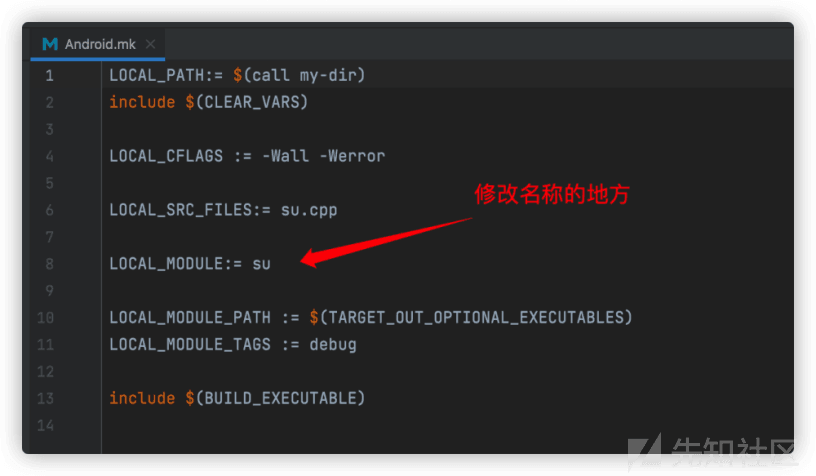 Android.mk
1 LOCAL_PATH:= $(call my-dir)
2 include $(CLEAR_VARS)
3
4 LOCAL_CFLAGS := -Wall -Werror
5
6 LOCAL_SRC_FILES:= su.cpp
修改名称的地方
7
8 LOCAL_MODULE:= su
9
10 LOCAL_MODULE_PATH := $(TARGET_OUT_OPTIONAL_EXECUTABLES)
11 LOCAL_MODULE_TAGS := debug
12
13 include $(BUILD_EXECUTABLE)
14
先知社区